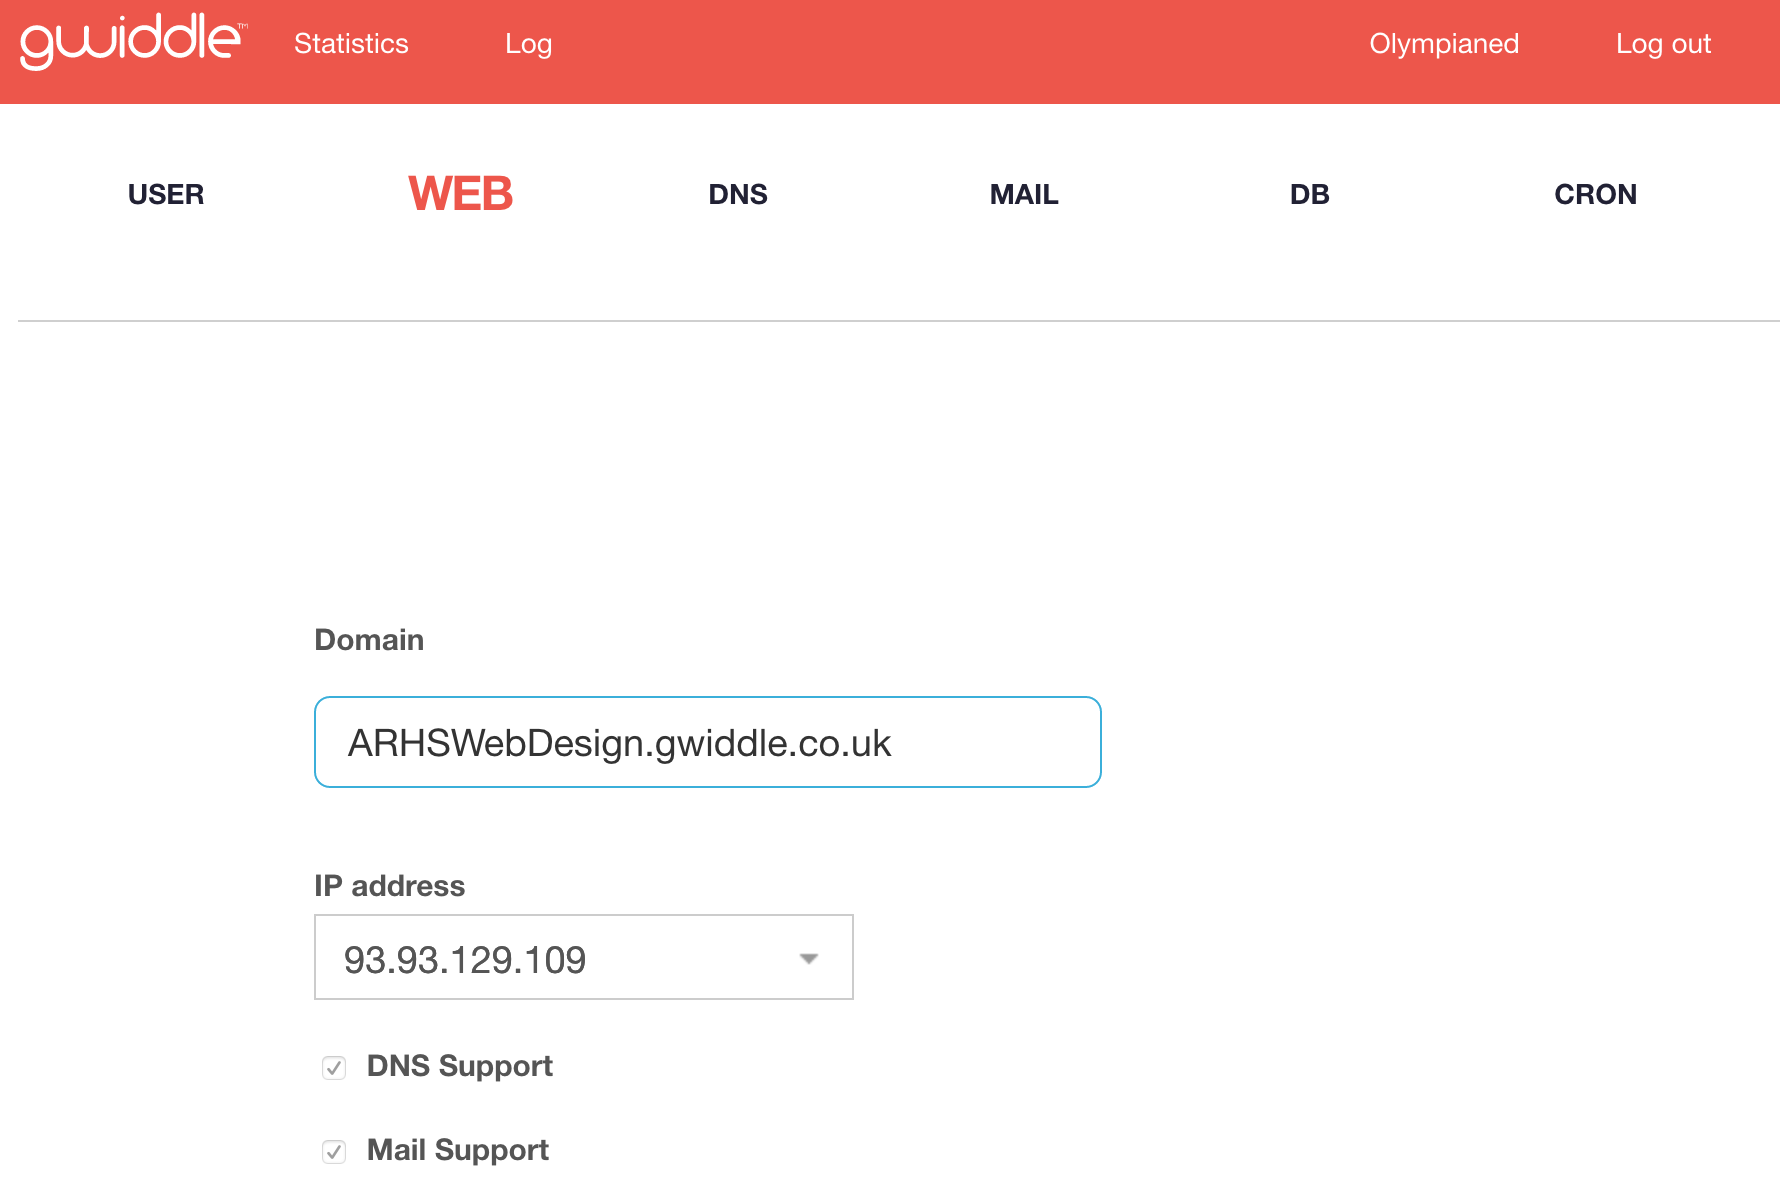 gwiddle™ Statistics Log Olympianed Log out
USER WEB DNS MAIL DB CRON
Domain
ARHSWebDesign.gwiddle.co.uk
IP address
93.93.129.109
DNS Support
Mail Support